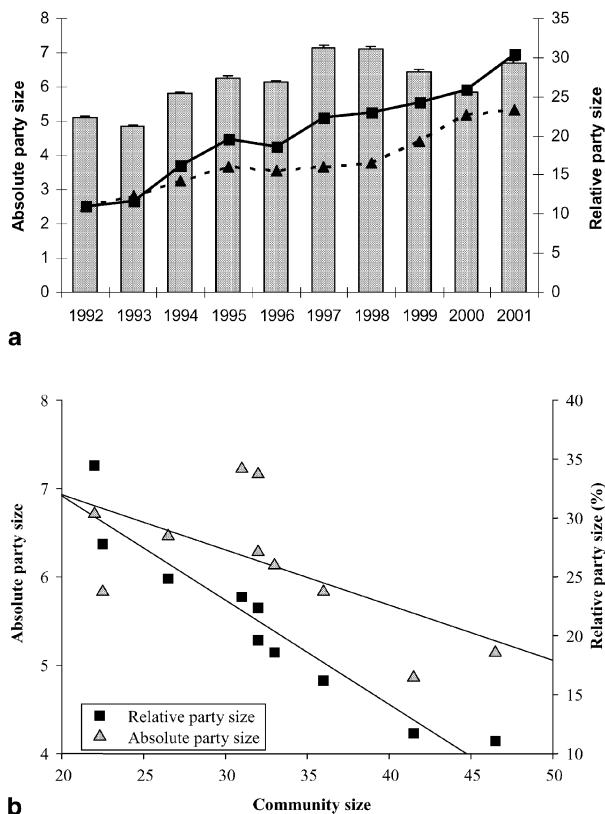 8
7
6
5
4
3
2
1
0
Absolute party size
35
30
25
20
15
10
5
0
Relative party size
1992 1993 1994 1995 1996 1997 1998 1999 2000 2001
a
8
7
6
5
4
Absolute party size
40
35
30
25
20
15
10
Relative party size (%)
Relative party size
Absolute party size
20 25 30 35 40 45 50
Community size
b